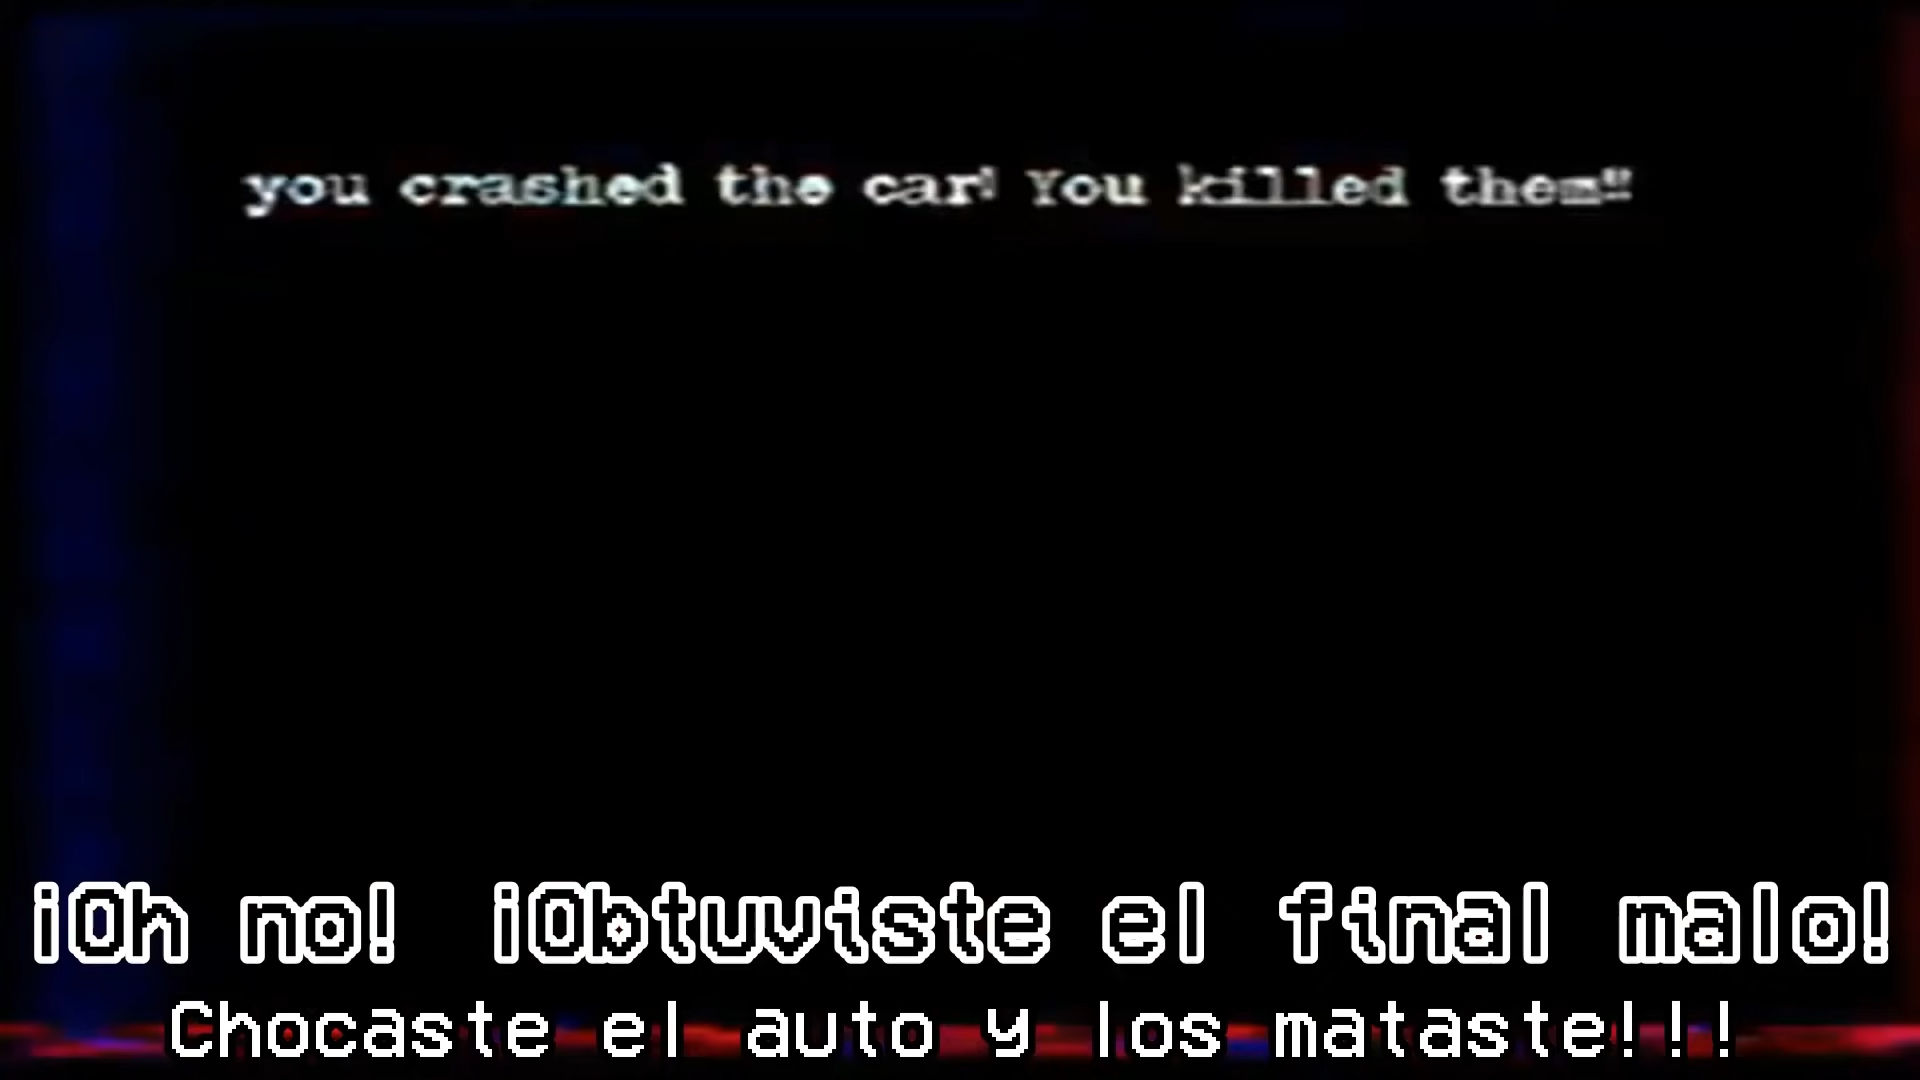 you crashed the car! You killed them!!
¡Oh no! ¡Obtuviste el final malo!
Chocaste el auto y los mataste!!!